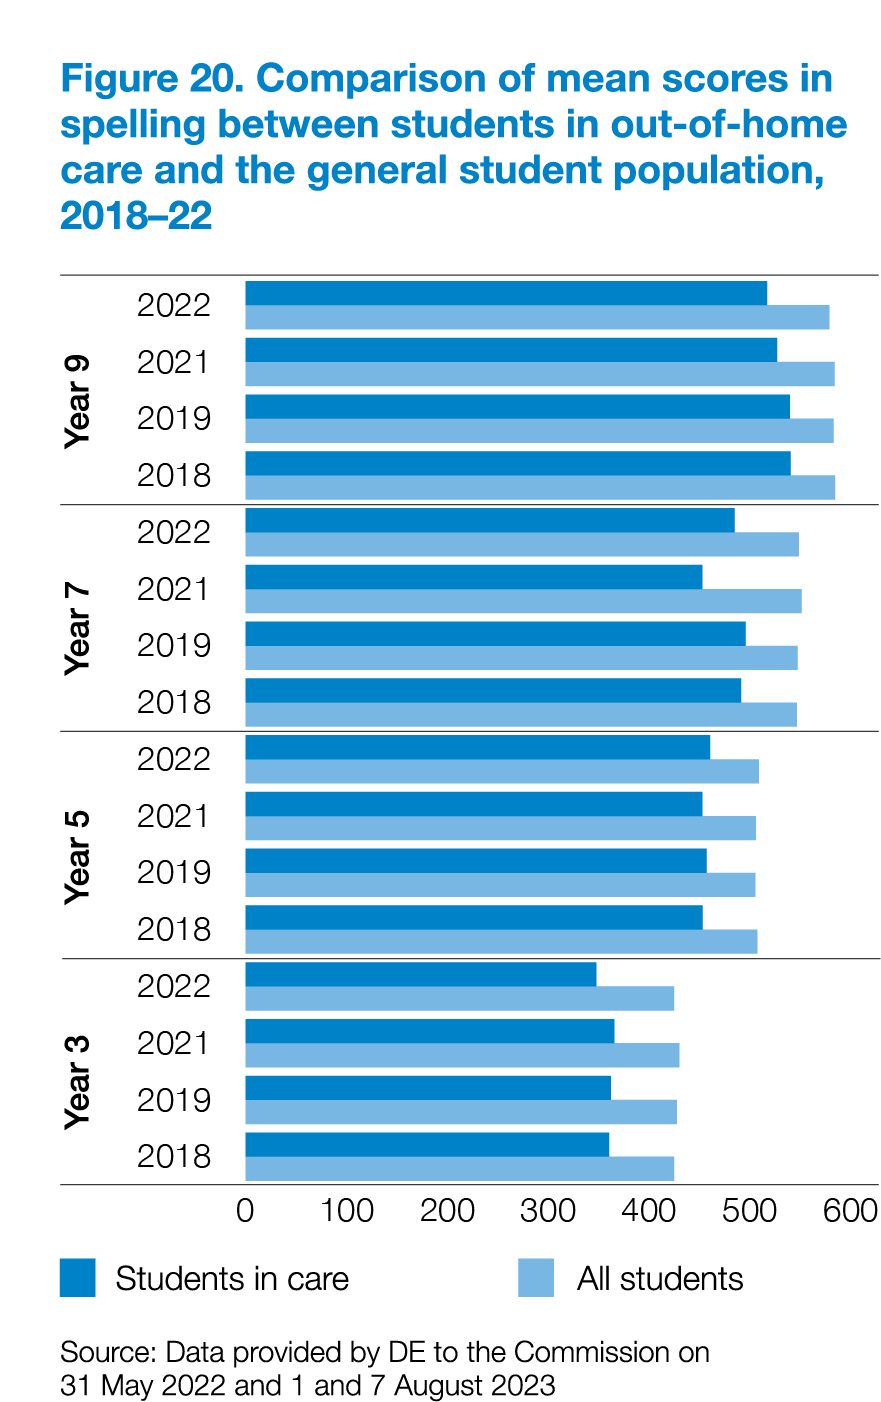 Figure 20. Comparison of mean scores in
spelling between students in out-of-home
care and the general student population,
2018–22
Year 9
2022
2021
2019
2018
Year 7
2022
2021
2019
2018
Year 5
2022
2021
2019
2018
Year 3
2022
2021
2019
2018
0 100 200 300 400 500 600
Students in care All students
Source: Data provided by DE to the Commission on
31 May 2022 and 1 and 7 August 2023